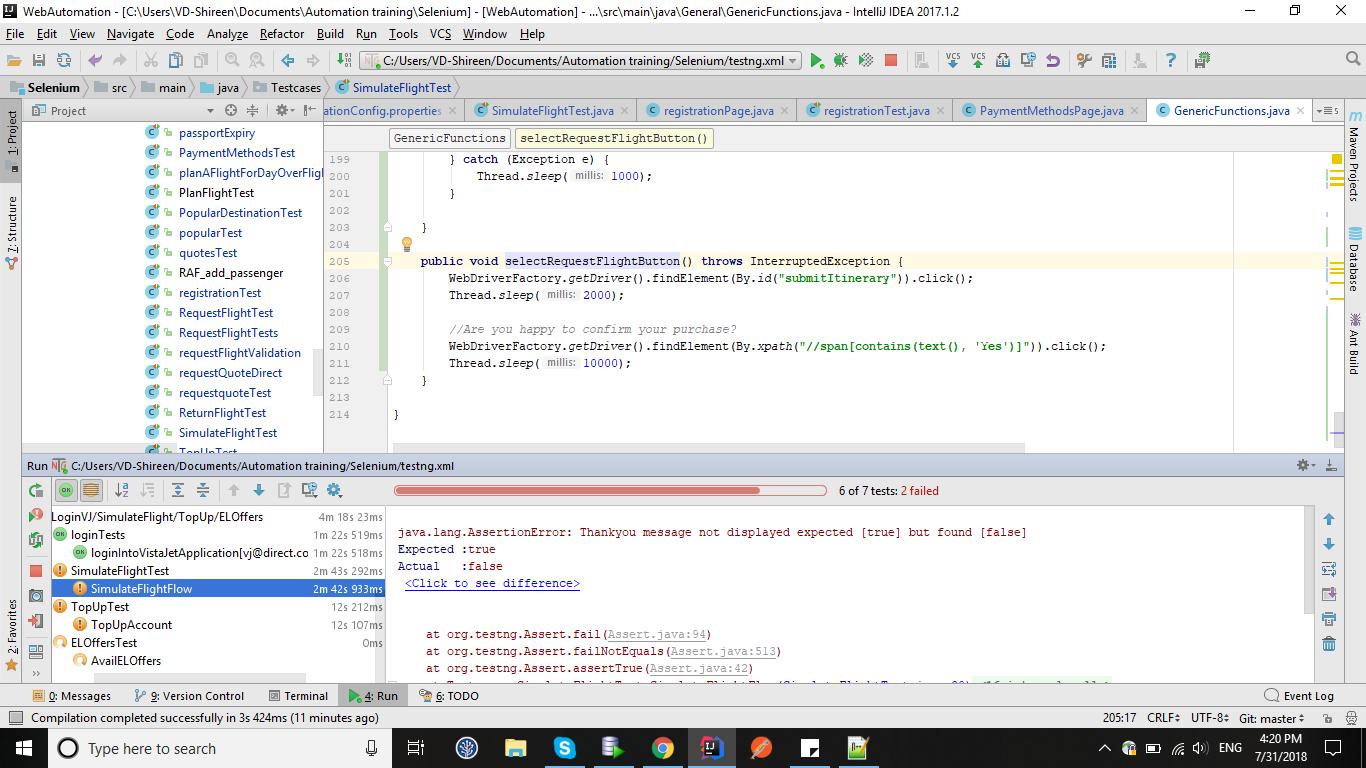 WebAutomation - [C:\Users\VD-Shireen\Documents\Automation training\Selenium] - [WebAutomation] - ...\src\main\java\General\GenericFunctions.java - IntelliJ IDEA 2017.1.2
File Edit View Navigate Code Analyze Refactor Build Run Tools VCS Window Help
C:/Users/VD-Shireen/Documents/Automation training/Selenium/testng.xml VCS VCS
Selenium src main java Testcases SimulateFlightTest
Project
ationConfig.properties SimulateFlightTest.java registrationPage.java registrationTest.java PaymentMethodsPage.java GenericFunctions.java
GenericFunctions selectRequestFlightButton()
1: Project
7: Structure
2: Favorites
passportExpiry
PaymentMethodsTest
planAFlightForDayOverFligh
PlanFlightTest
PopularDestinationTest
popularTest
quotesTest
RAF_add_passenger
registrationTest
RequestFlightTest
RequestFlightTests
requestFlightValidation
requestQuoteDirect
requestquoteTest
ReturnFlightTest
SimulateFlightTest
TopUpTest
199 } catch (Exception e) {
200 Thread.sleep( millis: 1000);
201 }
202
203 }
204
205 public void selectRequestFlightButton() throws InterruptedException {
206 WebDriverFactory.getDriver().findElement(By.id("submitItinerary")).click();
207 Thread.sleep( millis: 2000);
208
209 //Are you happy to confirm your purchase?
210 WebDriverFactory.getDriver().findElement(By.xpath("//span[contains(text(), 'Yes')]")).click();
211 Thread.sleep( millis: 10000);
212 }
213
214 }
Maven Projects
Database
Ant Build
Run C:/Users/VD-Shireen/Documents/Automation training/Selenium/testng.xml
6 of 7 tests: 2 failed
LoginVJ/SimulateFlight/TopUp/ELOffers 4m 18s 23ms
loginTests 1m 22s 519ms
loginIntoVistaJetApplication[vj@direct.co 1m 22s 518ms
SimulateFlightTest 2m 43s 292ms
SimulateFlightFlow 2m 42s 933ms
TopUpTest 12s 212ms
TopUpAccount 12s 107ms
ELOffersTest 0ms
AvailELOffers
java.lang.AssertionError: Thankyou message not displayed expected [true] but found [false]
Expected :true
Actual :false
<Click to see difference>
at org.testng.Assert.fail(Assert.java:94)
at org.testng.Assert.failNotEquals(Assert.java:513)
at org.testng.Assert.assertTrue(Assert.java:42)
0: Messages 9: Version Control Terminal 4: Run 6: TODO Event Log
Compilation completed successfully in 3s 424ms (11 minutes ago) 205:17 CRLF UTF-8 Git: master
Type here to search ENG 4:20 PM
7/31/2018